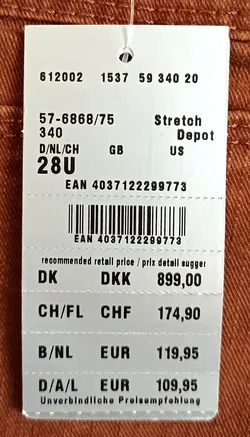 612002 1537 59 340 20
57-6868/75 Stretch
340 Depot
D/NL/CH GB US
28U
EAN 4037122299773
EAN 4037122299773
recommended retail price / prix detail sugger
DK DKK 899,00
CH/FL CHF 174,90
B/NL EUR 119,95
D/A/L EUR 109,95
Unverbindliche Preisempfehlung